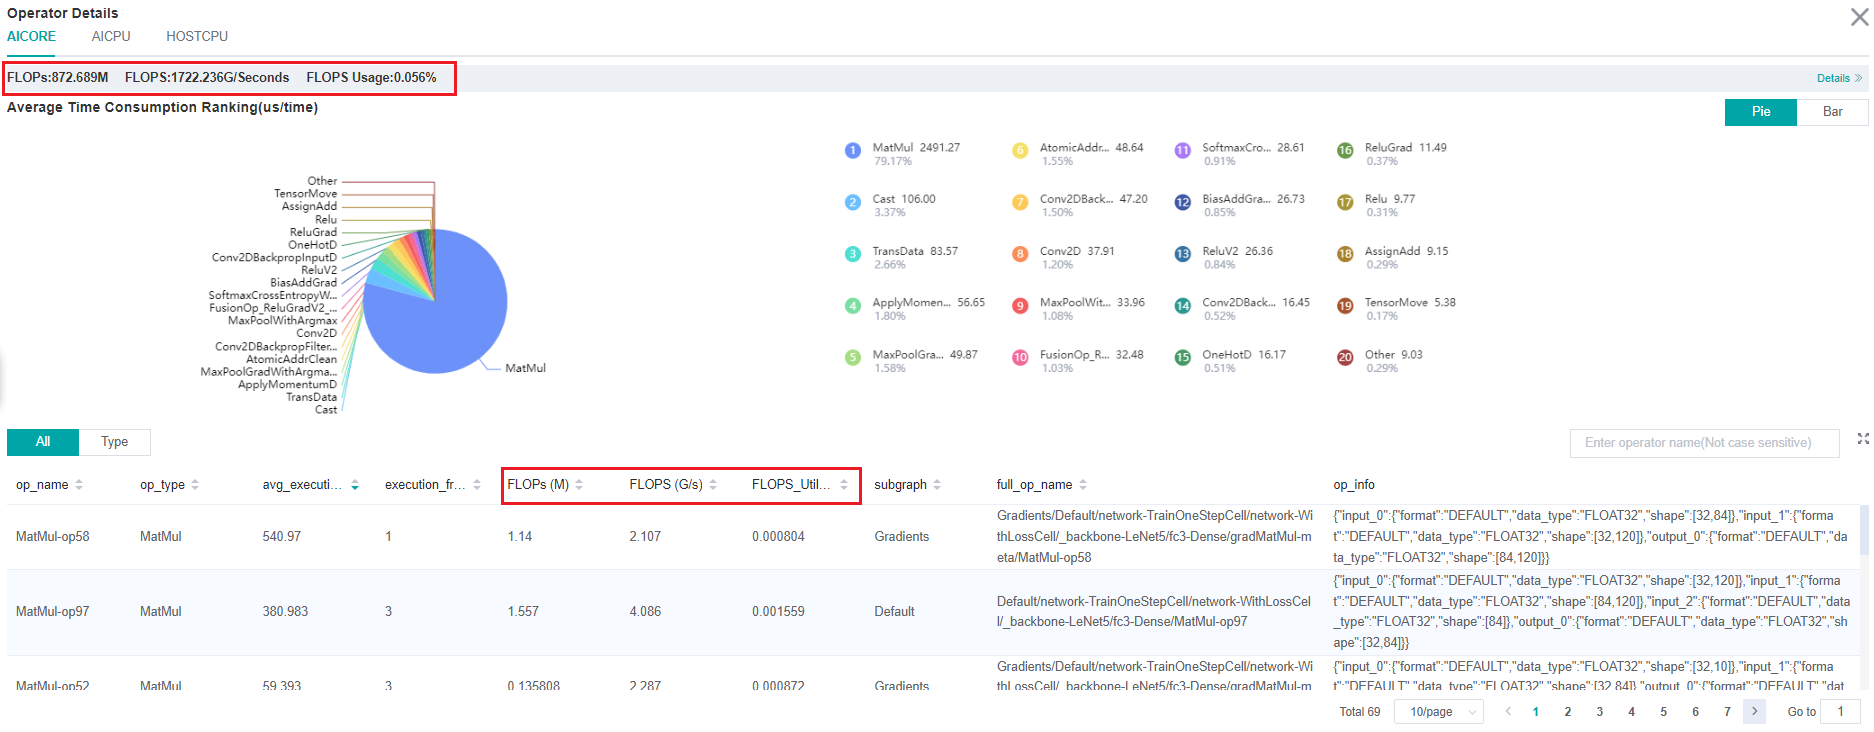 Operator Details
AICORE AICPU HOSTCPU
FLOPs:872.689M FLOPS:1722.236G/Seconds FLOPS Usage:0.056% Details
Average Time Consumption Ranking(us/time)
Pie Bar
Other
TensorMove
AssignAdd
Relu
ReluGrad
OneHotD
Conv2DBackpropInputD
ReluV2
BiasAddGrad
SoftmaxCrossEntropyW...
FusionOp_ReluGradV2_...
MaxPoolWithArgmax
Conv2D
Conv2DBackpropFilter...
AtomicAddrClean
MaxPoolGradWithArgma...
ApplyMomentumD
TransData
Cast
MatMul
1 MatMul 2491.27
79.17%
2 Cast 106.00
3.37%
3 TransData 83.57
2.66%
4 ApplyMomen... 56.65
1.80%
5 MaxPoolGra... 49.87
1.58%
6 AtomicAddr... 48.64
1.55%
7 Conv2DBack... 47.20
1.50%
8 Conv2D 37.91
1.20%
9 MaxPoolWit... 33.96
1.08%
10 FusionOp_R... 32.48
1.03%
11 SoftmaxCro... 28.61
0.91%
12 BiasAddGra... 26.73
0.85%
13 ReluV2 26.36
0.84%
14 Conv2DBack... 16.45
0.52%
15 OneHotD 16.17
0.51%
16 ReluGrad 11.49
0.37%
17 Relu 9.77
0.31%
18 AssignAdd 9.15
0.29%
19 TensorMove 5.38
0.17%
20 Other 9.03
0.29%
All Type
Enter operator name(Not case sensitive)
op_name op_type avg_executi... execution_fr... FLOPs (M) FLOPS (G/s) FLOPS_Util... subgraph full_op_name op_info
MatMul-op58 MatMul 540.97 1 1.14 2.107 0.000804 Gradients
Gradients/Default/network-TrainOneStepCell/network-Wi
thLossCell/_backbone-LeNet5/fc3-Dense/gradMatMul-m
eta/MatMul-op58
{"input_0":{"format":"DEFAULT","data_type":"FLOAT32","shape":[32,84]},"input_1":{"forma
t":"DEFAULT","data_type":"FLOAT32","shape":[32,120]},"output_0":{"format":"DEFAULT","da
ta_type":"FLOAT32","shape":[84,120]}}
MatMul-op97 MatMul 380.983 3 1.557 4.086 0.001559 Default
Default/network-TrainOneStepCell/network-WithLossCel
l/_backbone-LeNet5/fc3-Dense/MatMul-op97
{"input_0":{"format":"DEFAULT","data_type":"FLOAT32","shape":[32,120]},"input_1":{"forma
t":"DEFAULT","data_type":"FLOAT32","shape":[84,120]},"input_2":{"format":"DEFAULT","dat
a_type":"FLOAT32","shape":[84]},"output_0":{"format":"DEFAULT","data_type":"FLOAT32","sh
ape":[32,84]}}
MatMul-op52 MatMul 59.393 3 0.135808 2.287 0.000872 Gradients
Gradients/Default/network-TrainOneStepCell/network-Wi
thLossCell/_backbone-LeNet5/fc3-Dense/gradMatMul-m
{"input_0":{"format":"DEFAULT","data_type":"FLOAT32","shape":[32,10]},"input_1":{"forma
t":"DEFAULT","data_type":"FLOAT32","shape":[32,84]},"output_0":{"format":"DEFAULT","dat
Total 69 10/page 1 2 3 4 5 6 7 Go to 1